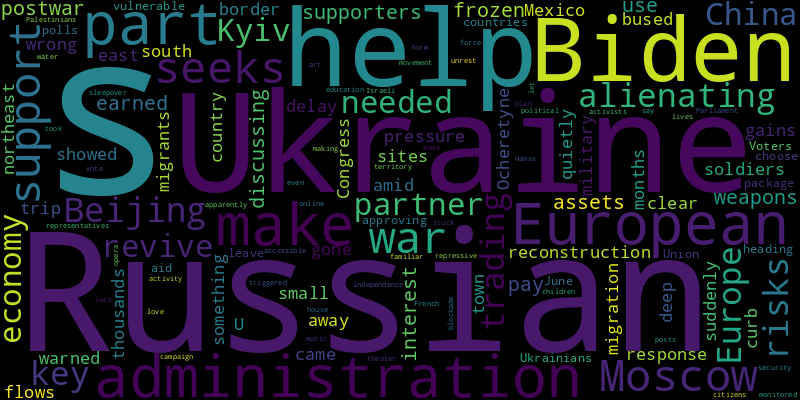 postwar
Palestinians
polls
wrong
part
Kyiv
border
vulnerable
supporters
help
frozen
Mexico
countries
Biden
use
bused
China
support
east
south
seeks
earned
showed
S
Ukraine
needed
delay
pressure
alienating
gains
Voters
choose
northeast
migrants
country
discussing
Congress
sites
amid
Ocheretyne
quietly
military
months
soldiers
weapons
package
clear
trip
Beijing
make
partner
assets
approving
war
trading
European
economy
representatives
revive
leave
gone
reconstruction
Union
heading
Russian
thousands
opera
aid
something
U
small
away
interest
town
pay
June
children
migration
deep
suddenly
Europe
curb
risks
response
warned
key
came
administration
Ukrainians
Moscow
flows
campaign
theater
citizens
monitored
security
posts
blockade
French
independence
triggered
accessible
familiar
repressive
stuck
apparently
online
even
making
territory
house
music
love
activity
lack
vote
took
water
sleepover
education
Israeli
art
movement
form
force
unrest
let
plan
political
activists
say
Parliament
lives
Hamas